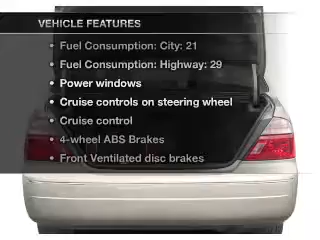 VEHICLE FEATURES
• Fuel Consumption: City: 21
• Fuel Consumption: Highway: 29
• Power windows
• Cruise controls on steering wheel
• Cruise control
• 4-wheel ABS Brakes
• Front Ventilated disc brakes